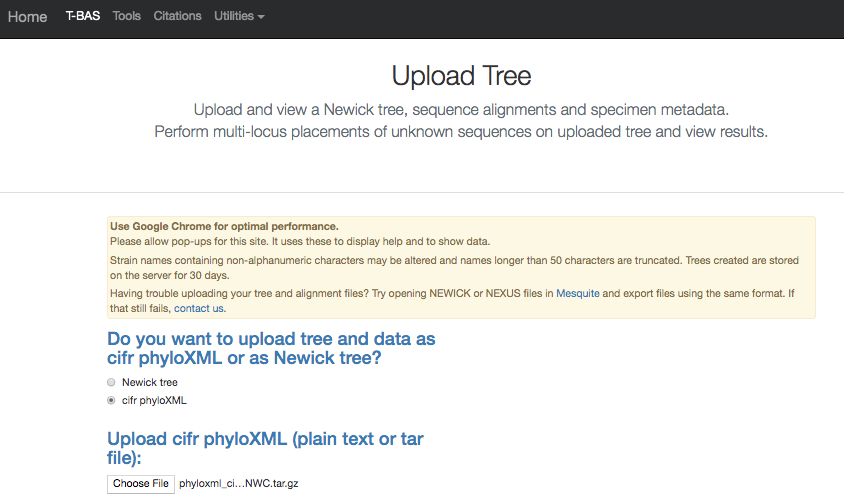 Home T-BAS Tools Citations Utilities
Upload Tree
Upload and view a Newick tree, sequence alignments and specimen metadata.
Perform multi-locus placements of unknown sequences on uploaded tree and view results.
Use Google Chrome for optimal performance.
Please allow pop-ups for this site. It uses these to display help and to show data.
Strain names containing non-alphanumeric characters may be altered and names longer than 50 characters are truncated. Trees created are stored
on the server for 30 days.
Having trouble uploading your tree and alignment files? Try opening NEWICK or NEXUS files in Mesquite and export files using the same format. If
that still fails, contact us.
Do you want to upload tree and data as
cifr phyloXML or as Newick tree?
Newick tree
cifr phyloXML
Upload cifr phyloXML (plain text or tar
file):
Choose File phyloxml_ci...NWC.tar.gz